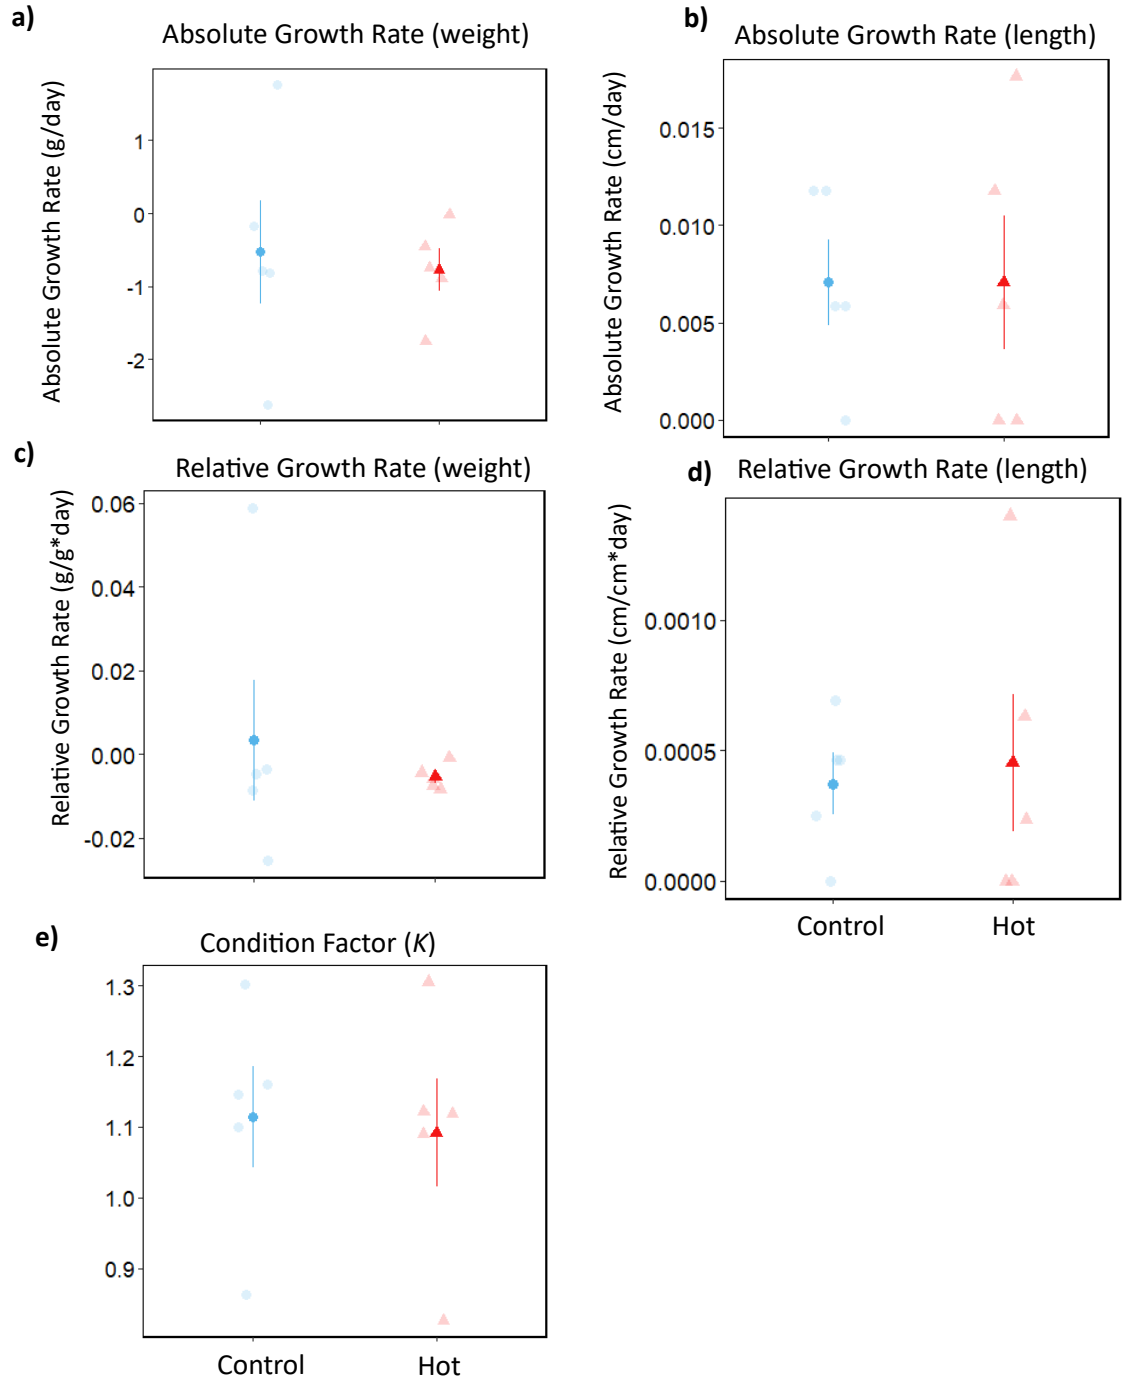 a)
Absolute Growth Rate (weight)
Absolute Growth Rate (g/day)
1
0
-1
-2
b)
Absolute Growth Rate (length)
Absolute Growth Rate (cm/day)
0.015
0.010
0.005
0.000
c)
Relative Growth Rate (weight)
Relative Growth Rate (g/g*day)
0.06
0.04
0.02
0.00
-0.02
d)
Relative Growth Rate (length)
Relative Growth Rate (cm/cm*day)
0.0010
0.0005
0.0000
Control
Hot
e)
Condition Factor (K)
1.3
1.2
1.1
1.0
0.9
Control
Hot